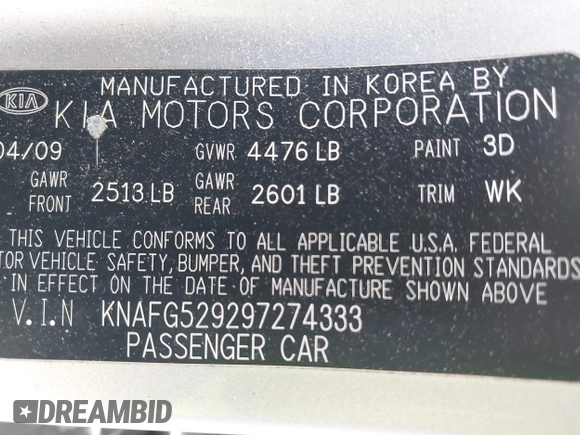 MANUFACTURED IN KOREA BY
KIA KIA MOTORS CORPORATION
04/09 GVWR 4476 LB PAINT 3D
GAWR FRONT 2513 LB GAWR REAR 2601 LB TRIM WK
THIS VEHICLE CONFORMS TO ALL APPLICABLE U.S.A. FEDERAL
TOR VEHICLE SAFETY, BUMPER, AND THEFT PREVENTION STANDARDS
IN EFFECT ON THE DATE OF MANUFACTURE SHOWN ABOVE
V.I.N KNAFG529297274333
PASSENGER CAR
DREAMBID